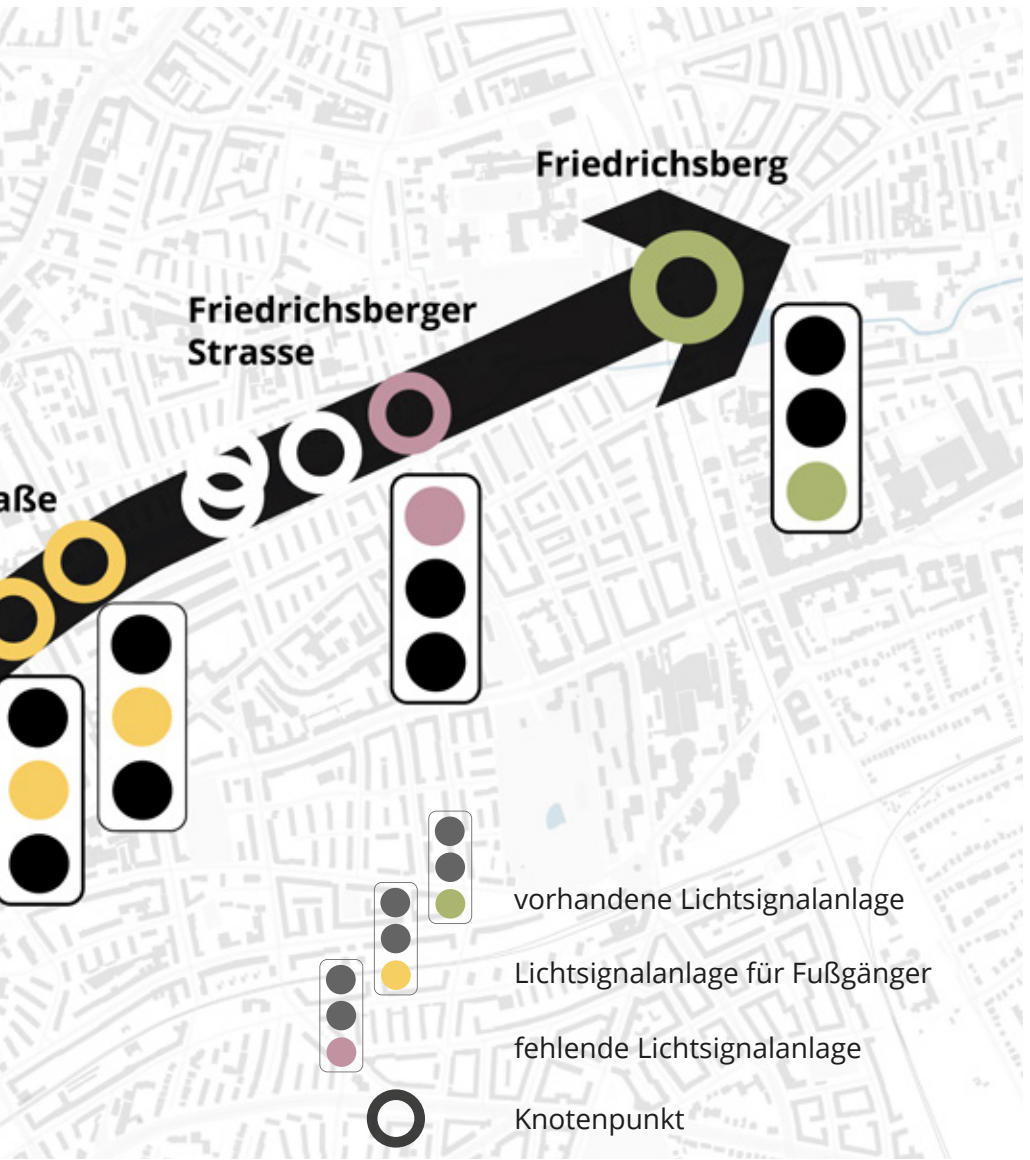 Friedrichsberg
Friedrichsberger
Strasse
aße
vorhandene Lichtsignalanlage
Lichtsignalanlage für Fußgänger
fehlende Lichtsignalanlage
Knotenpunkt